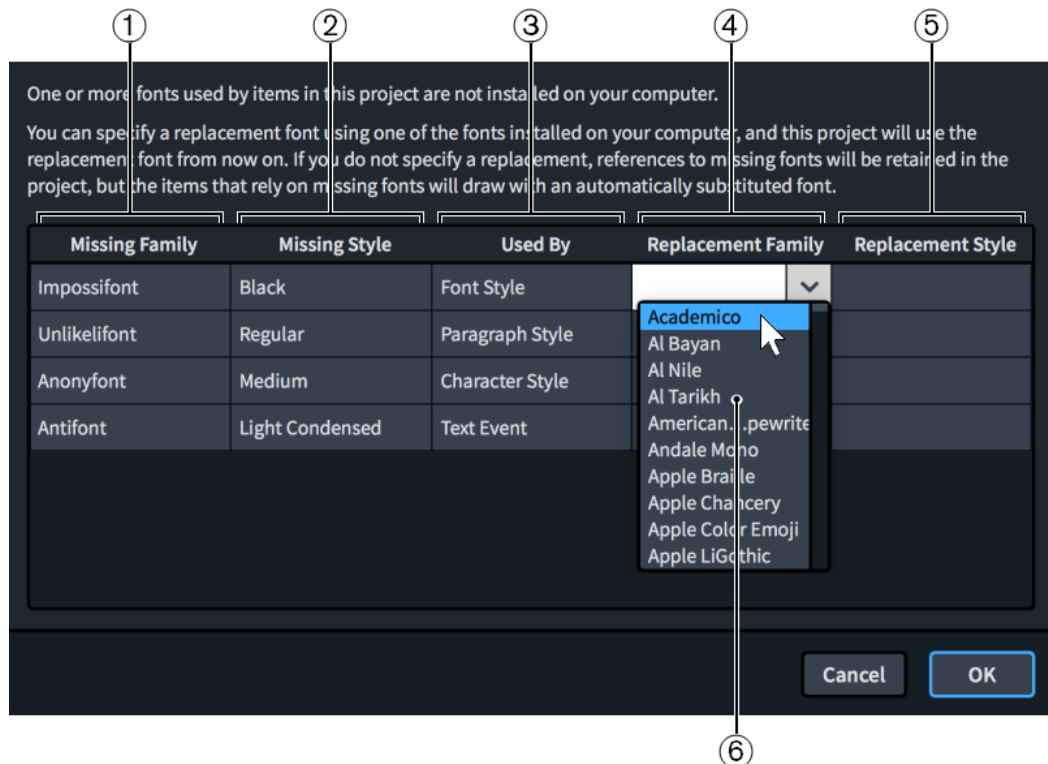 ① ② ③ ④ ⑤
One or more fonts used by items in this project are not installed on your computer.
You can specify a replacement font using one of the fonts installed on your computer, and this project will use the
replacement font from now on. If you do not specify a replacement, references to missing fonts will be retained in the
project, but the items that rely on missing fonts will draw with an automatically substituted font.
Missing Family Missing Style Used By Replacement Family Replacement Style
Impossifont Black Font Style
Unlikelifont Regular Paragraph Style
Anonyfont Medium Character Style
Antifont Light Condensed Text Event
Academico
Al Bayan
Al Nile
Al Tarikh
American...pewrite
Andale Mono
Apple Braille
Apple Chancery
Apple Color Emoji
Apple LiGothic
Cancel OK
⑥